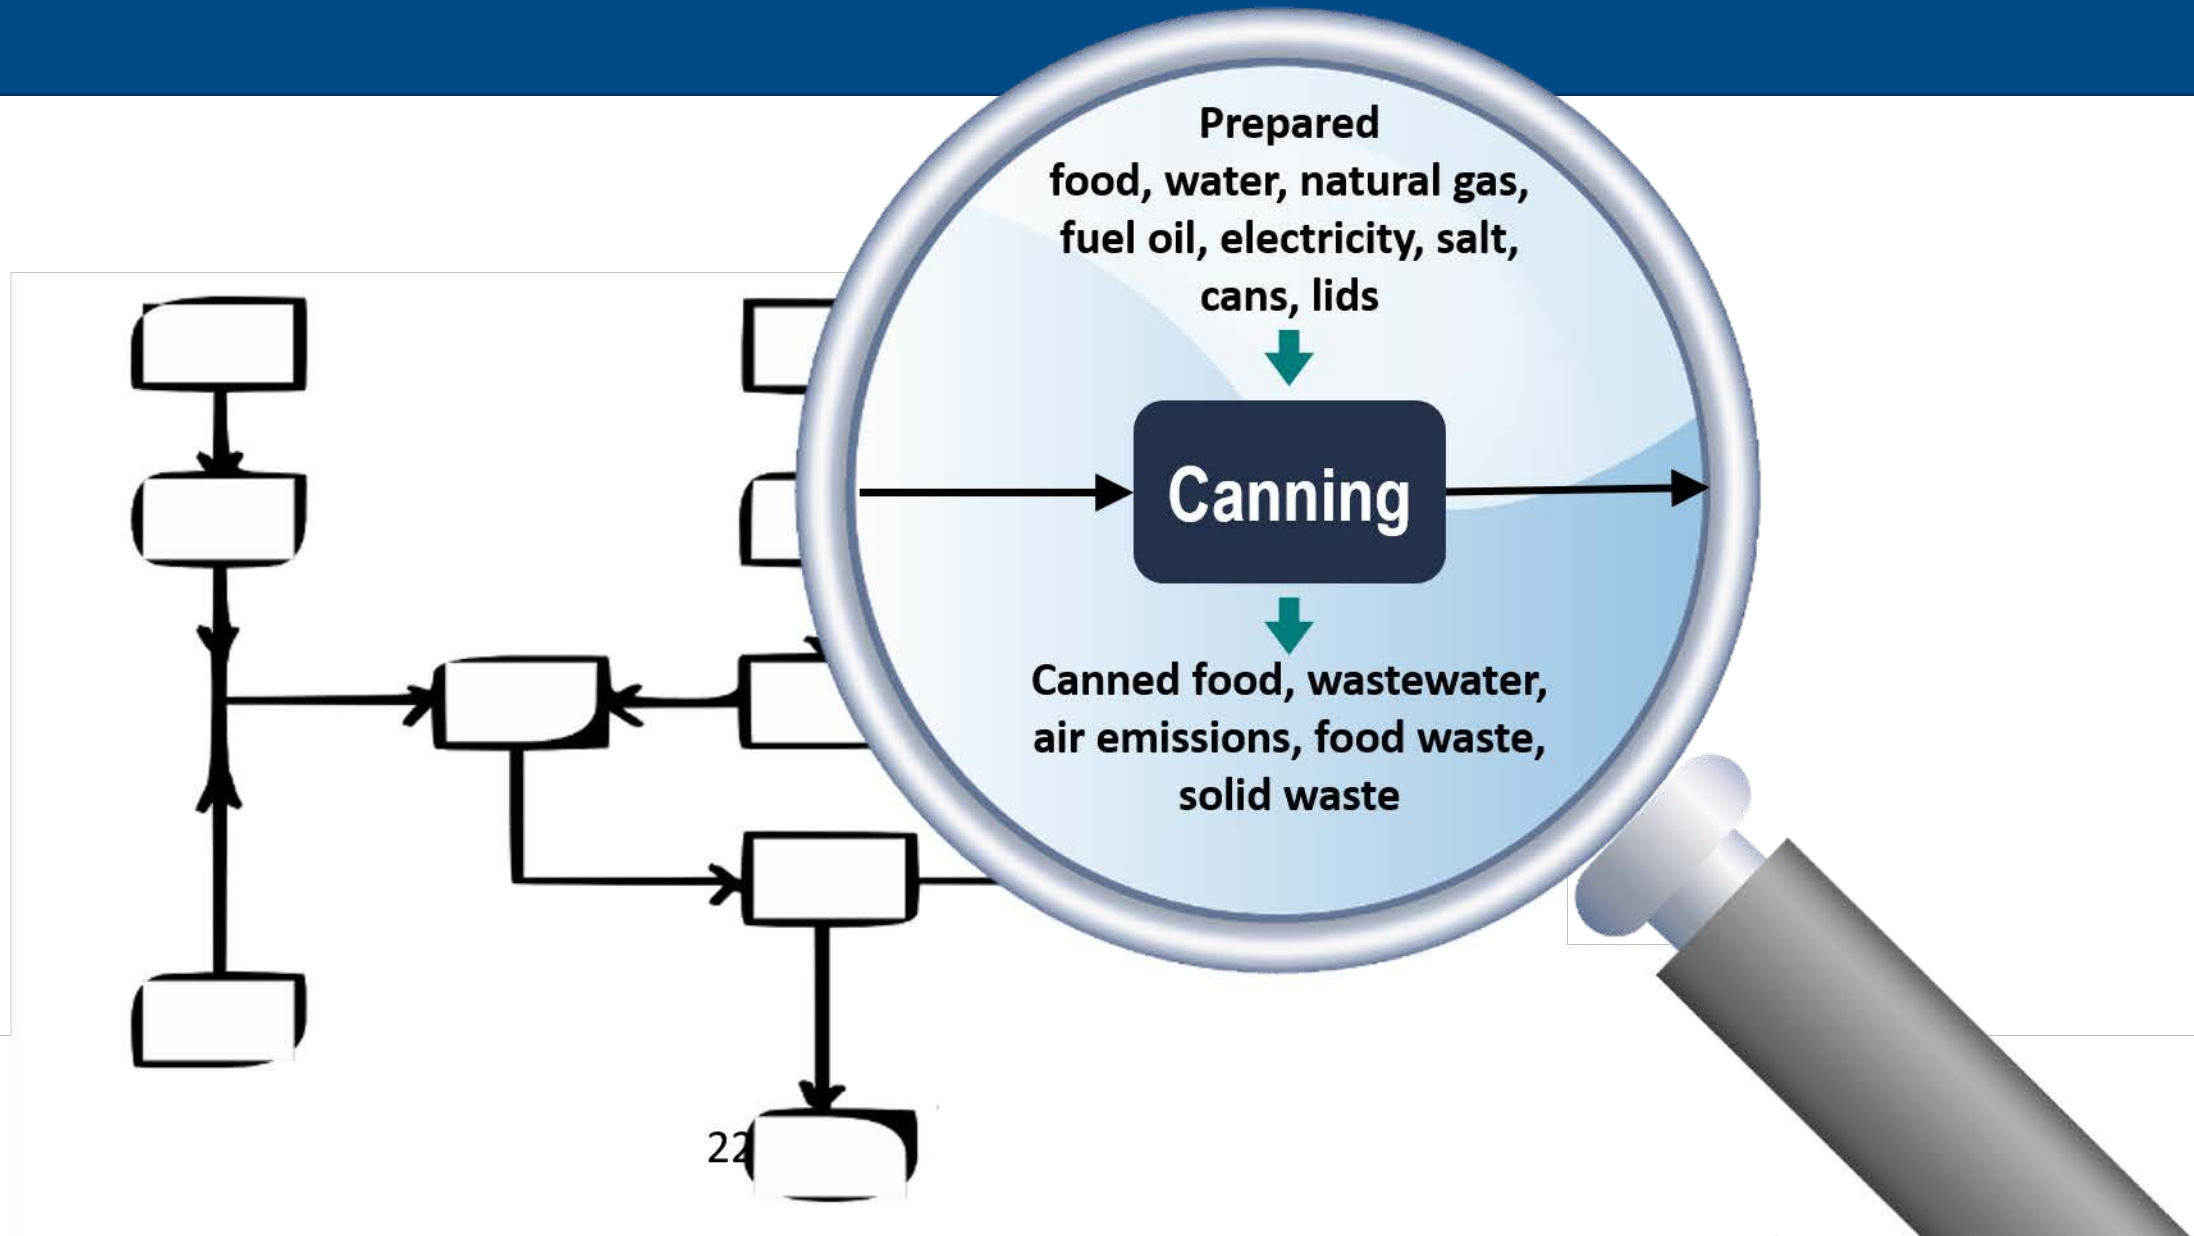 Prepared
food, water, natural gas,
fuel oil, electricity, salt,
cans, lids
Canning
Canned food, wastewater,
air emissions, food waste,
solid waste
22